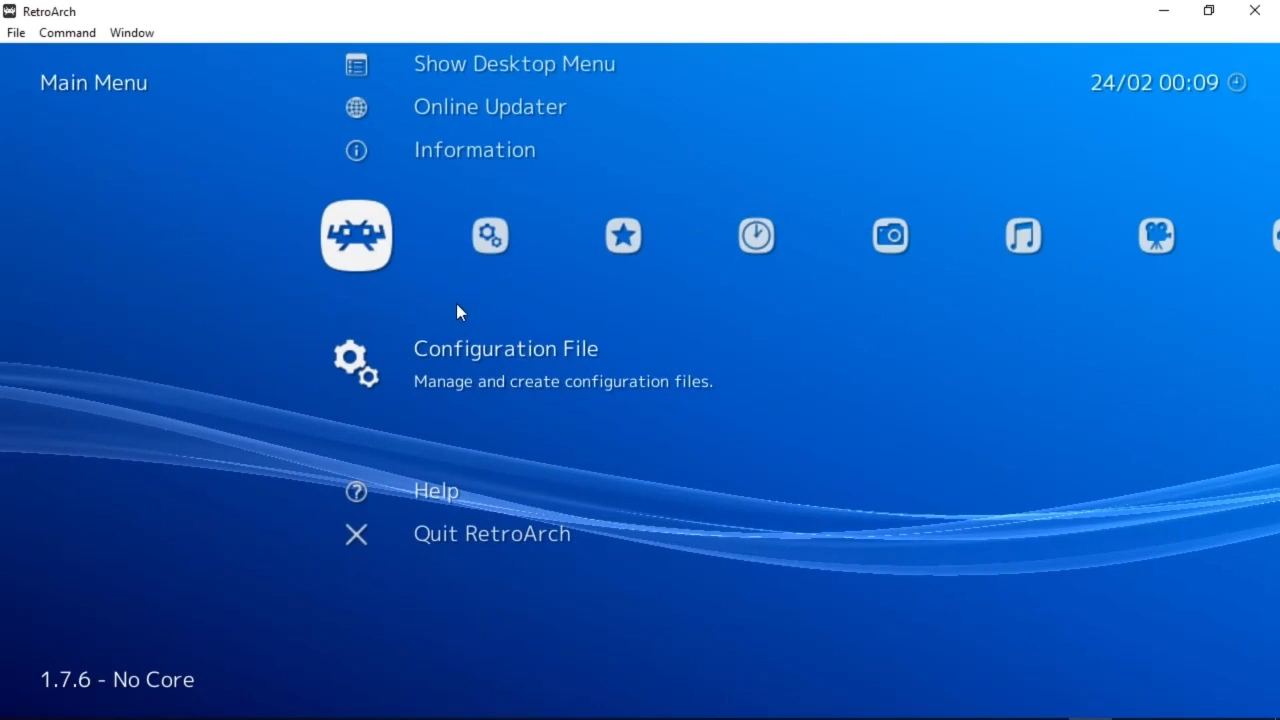 RetroArch
File Command Window
Show Desktop Menu
Main Menu
24/02 00:09
Online Updater
Information
Configuration File
Manage and create configuration files.
Help
Quit RetroArch
1.7.6 - No Core